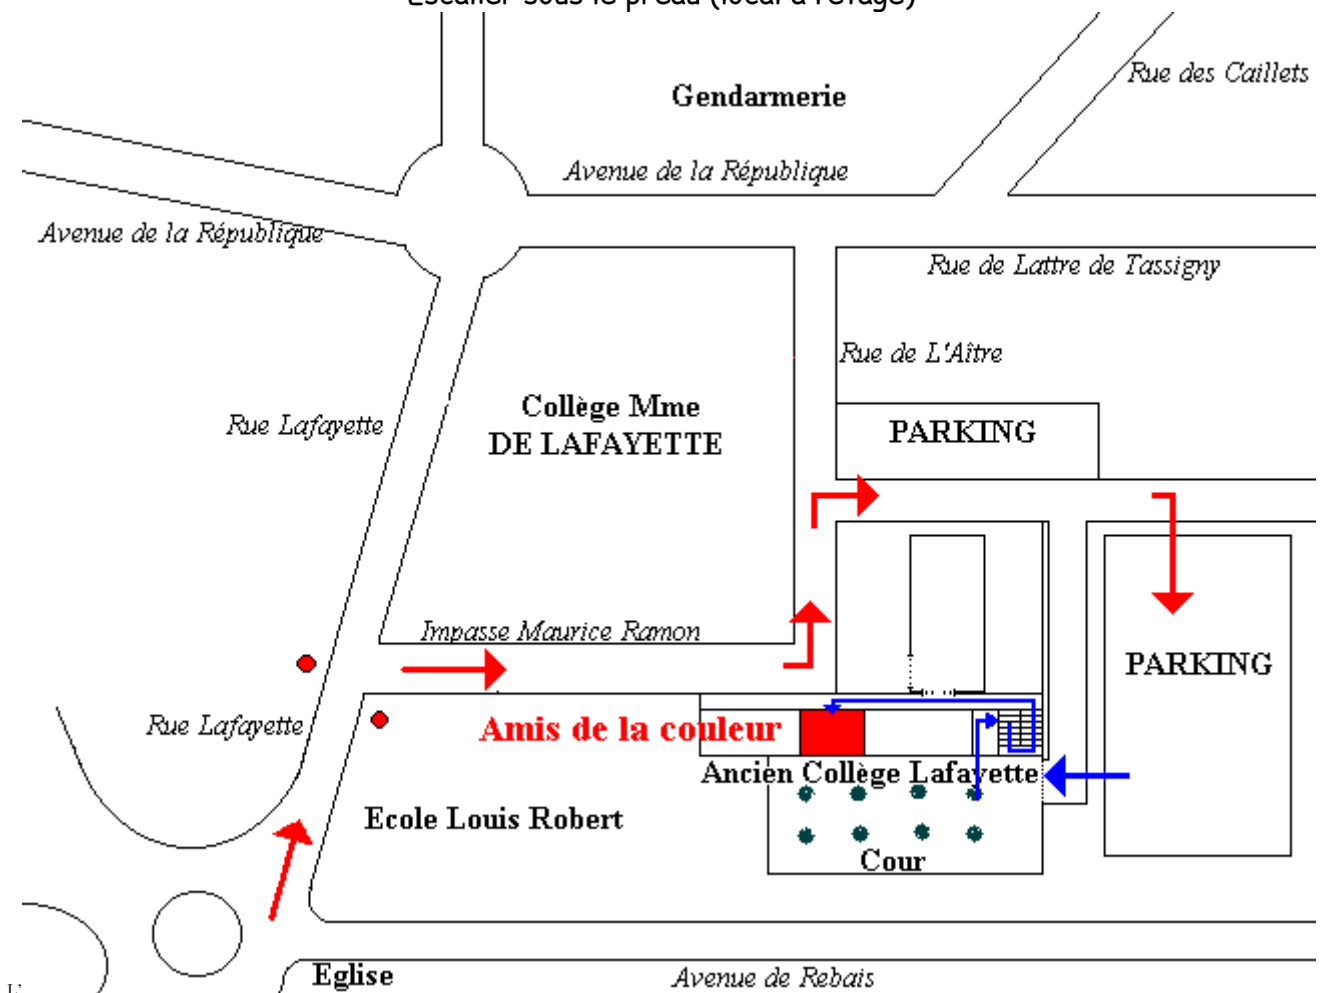 Escalier sous le préau (local à l'étage)
Rue des Caillets
Gendarmerie
Avenue de la République
Avenue de la République
Rue de Lattre de Tassigny
Rue de L'Aître
Collège Mme
DE LAFAYETTE
Rue Lafayette
PARKING
Impasse Maurice Ramon
PARKING
Rue Lafayette
Amis de la couleur
Ancien Collège Lafayette
Ecole Louis Robert
Cour
Eglise
Avenue de Rebais
L'